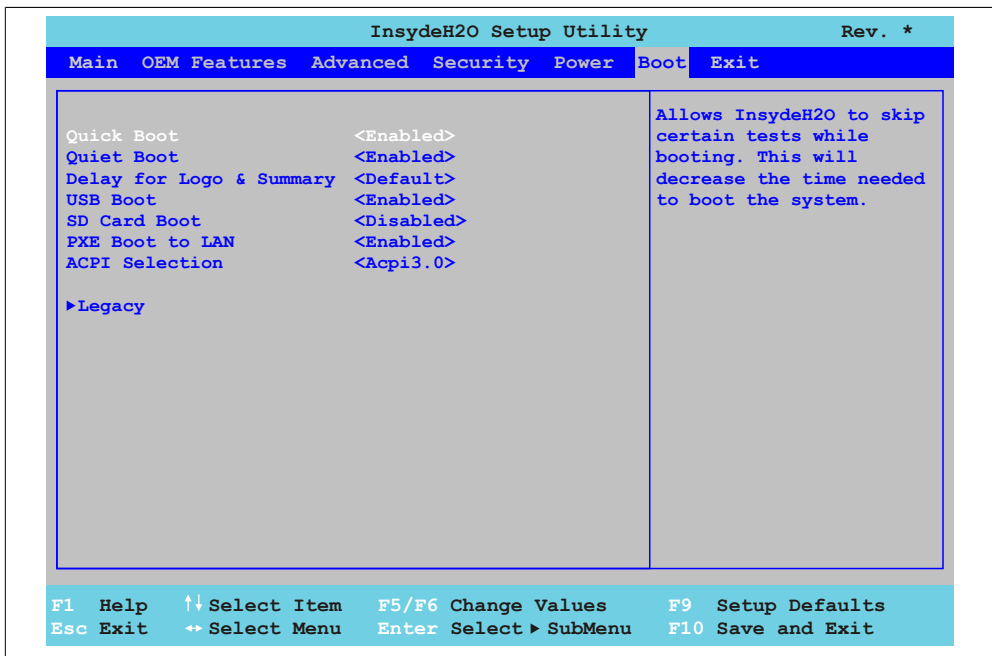 InsydeH2O Setup Utility Rev. *
Main OEM Features Advanced Security Power Boot Exit
Quick Boot <Enabled>
Quiet Boot <Enabled>
Delay for Logo & Summary <Default>
USB Boot <Enabled>
SD Card Boot <Disabled>
PXE Boot to LAN <Enabled>
ACPI Selection <Acpi3.0>
▶Legacy
Allows InsydeH2O to skip
certain tests while
booting. This will
decrease the time needed
to boot the system.
F1 Help ↑↓ Select Item F5/F6 Change Values F9 Setup Defaults
Esc Exit ↔ Select Menu Enter Select ▶ SubMenu F10 Save and Exit